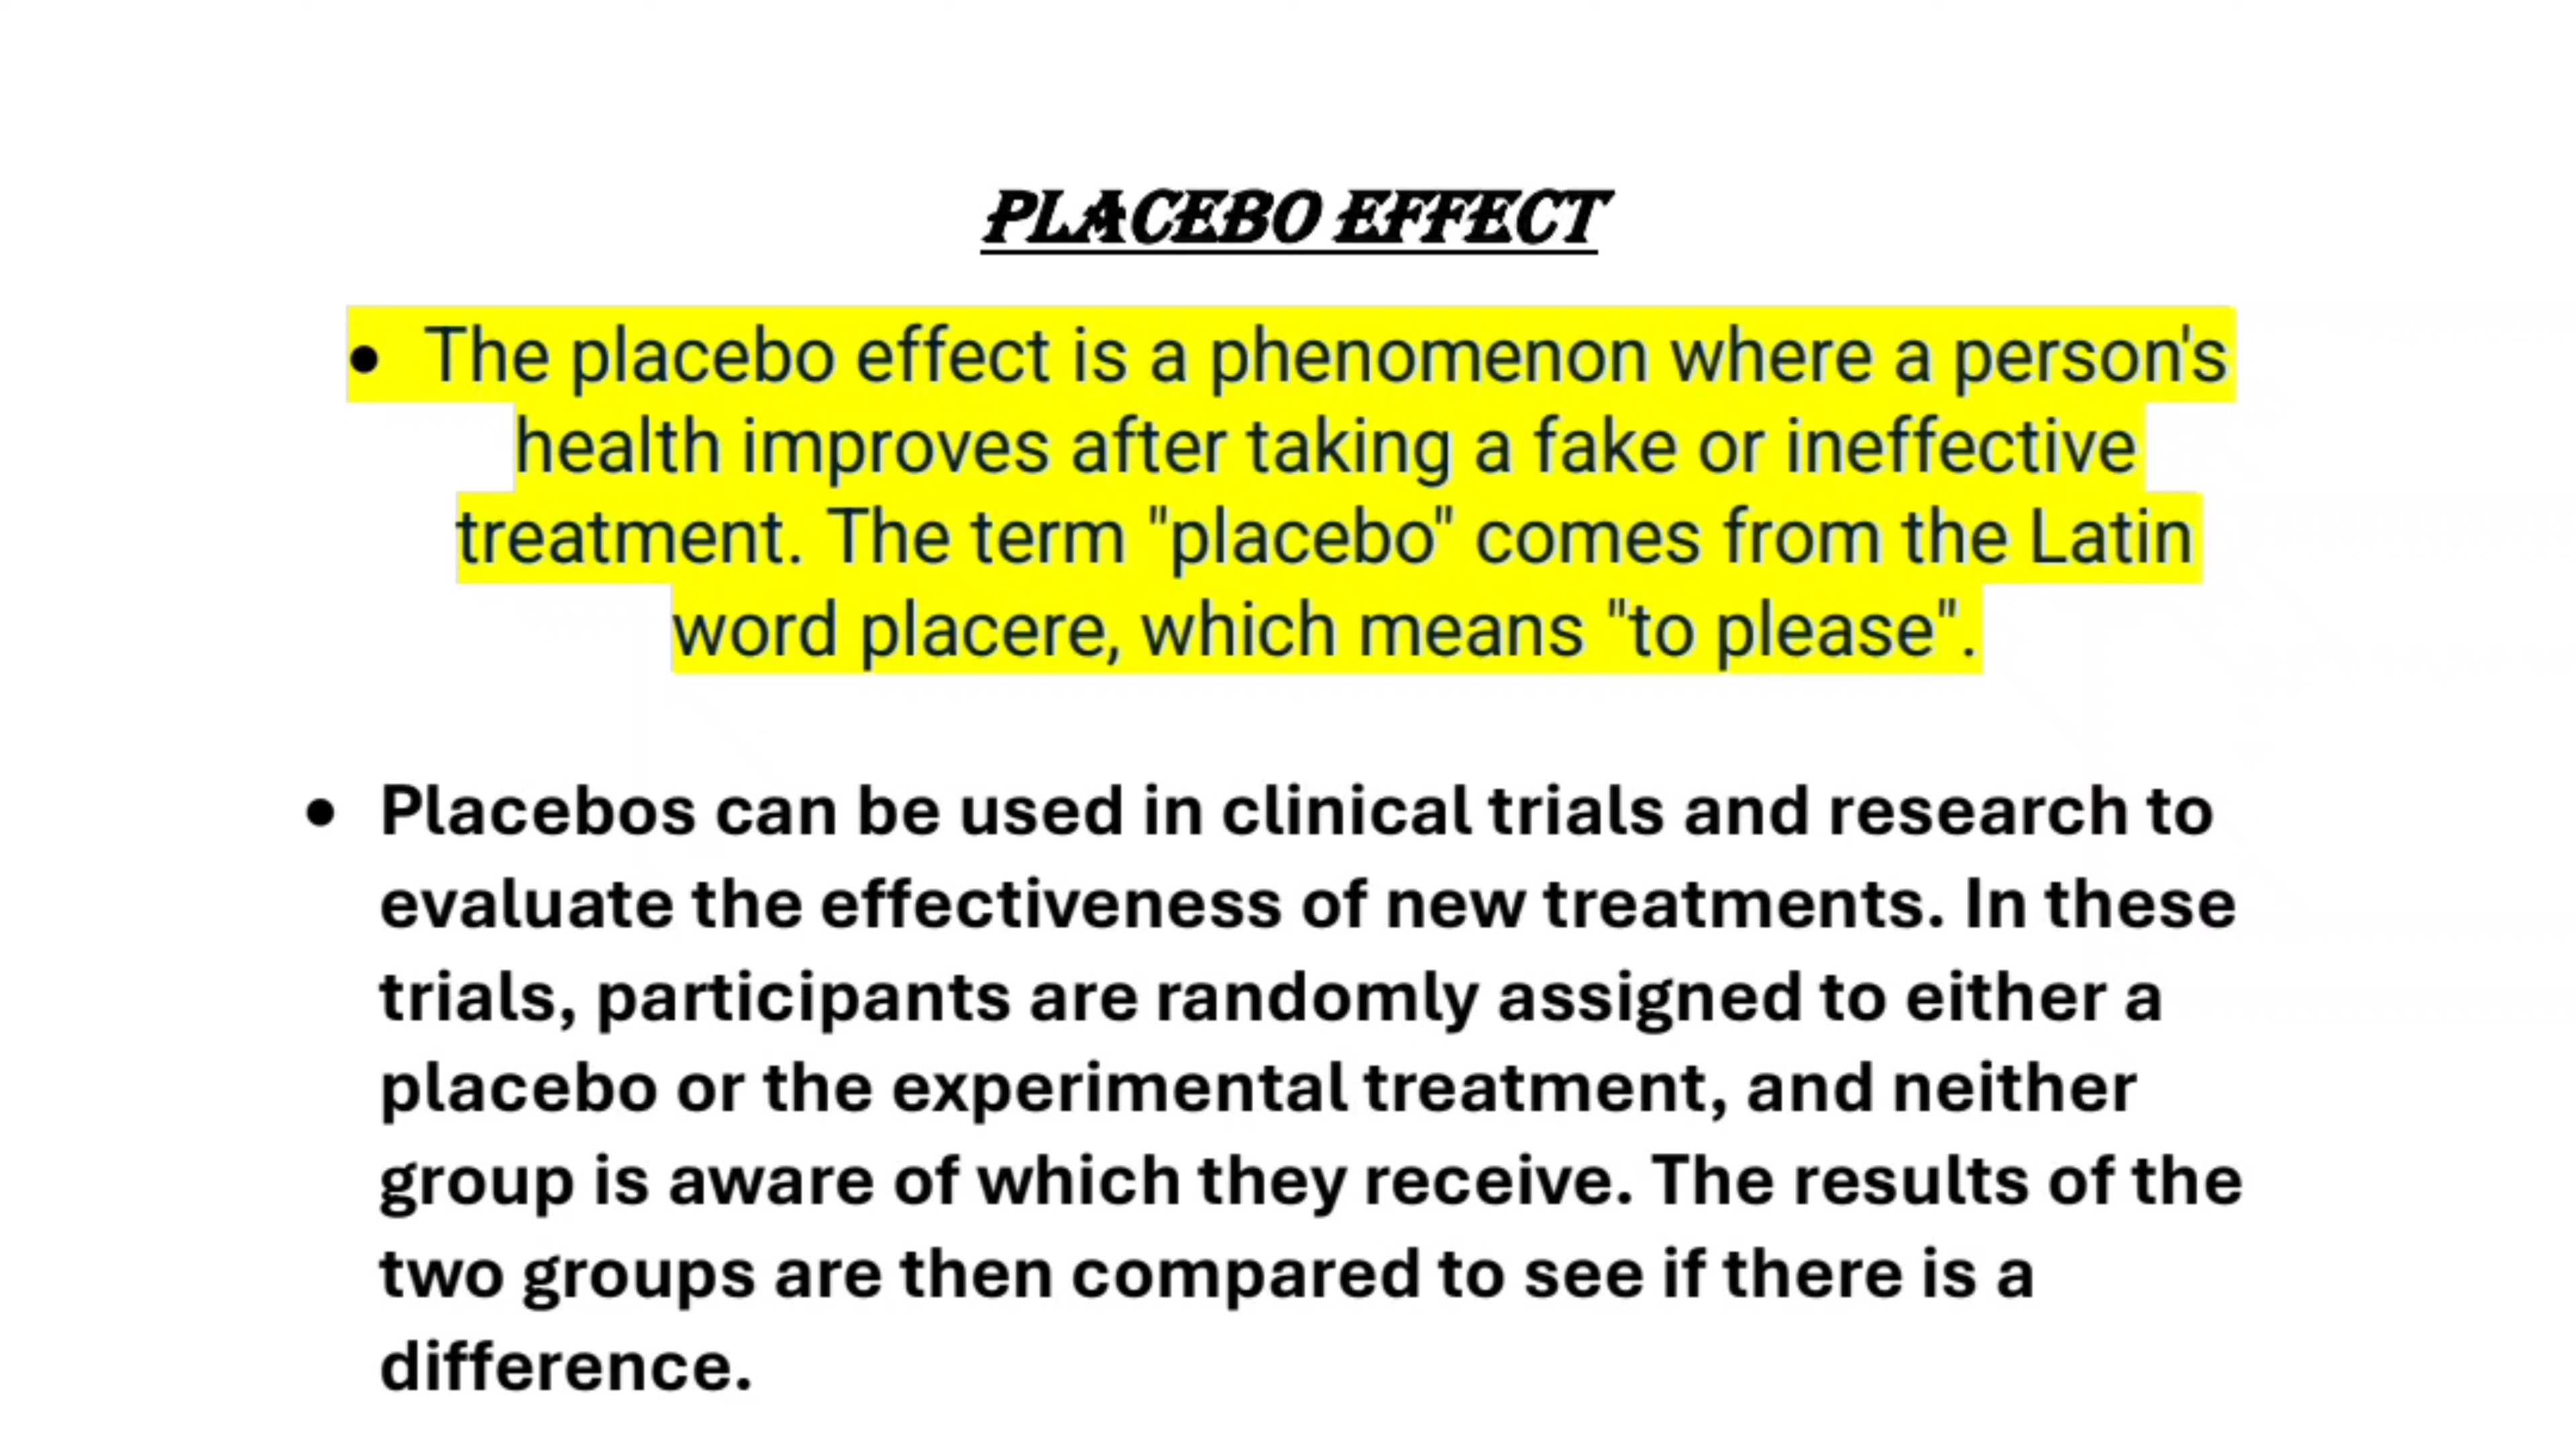 PLACEBO EFFECT
• The placebo effect is a phenomenon where a person's
health improves after taking a fake or ineffective
treatment. The term "placebo" comes from the Latin
word placere, which means "to please".
• Placebos can be used in clinical trials and research to
evaluate the effectiveness of new treatments. In these
trials, participants are randomly assigned to either a
placebo or the experimental treatment, and neither
group is aware of which they receive. The results of the
two groups are then compared to see if there is a
difference.